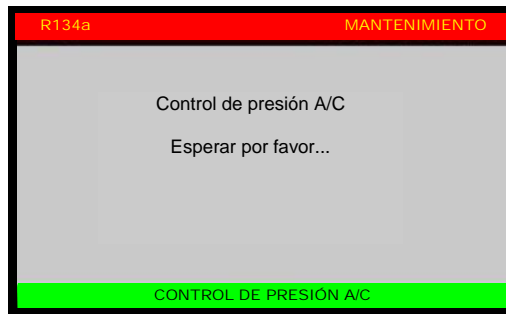 R134a MANTENIMIENTO
Control de presión A/C
Esperar por favor...
CONTROL DE PRESIÓN A/C